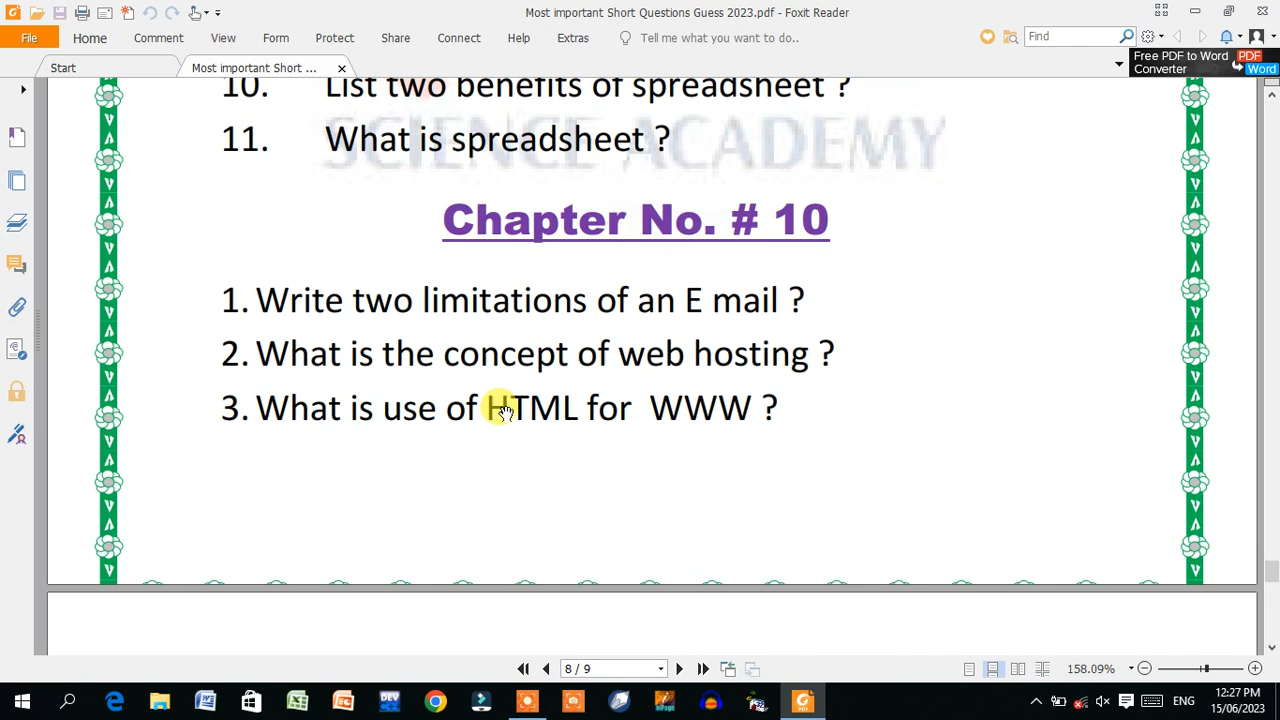 Most important Short Questions Guess 2023.pdf - Foxit Reader
File Home Comment View Form Protect Share Connect Help Extras Tell me what you want to do.. Find
Start Most important Short ... Free PDF to Word Converter PDF Word
10. List two benefits of spreadsheet ?
11. What is spreadsheet ?
SCIENCE ACADEMY
Chapter No. # 10
1. Write two limitations of an E mail ?
2. What is the concept of web hosting ?
3. What is use of HTML for WWW ?
8 / 9 158.09%
DEV ENG 12:27 PM
15/06/2023